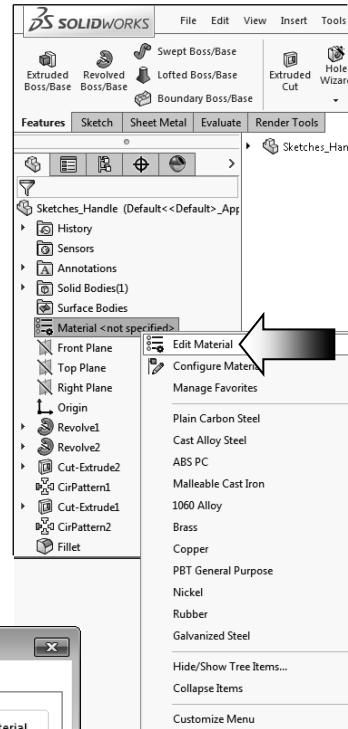 SOLIDWORKS File Edit View Insert Tools
Extruded Boss/Base
Revolved Boss/Base
Swept Boss/Base
Lofted Boss/Base
Boundary Boss/Base
Extruded Cut
Hole
Features Sketch Sheet Metal Evaluate Render Tools
Sketches_Handle (Default<<Default>_App
History
Sensors
Annotations
Solid Bodies(1)
Surface Bodies
Material <not specified>
Front Plane
Top Plane
Right Plane
Origin
Revolve1
Revolve2
Cut-Extrude2
CirPattern1
Cut-Extrude1
CirPattern2
Fillet
Edit Material
Configure Mater
Manage Favorites
Plain Carbon Steel
Cast Alloy Steel
ABS PC
Malleable Cast Iron
1060 Alloy
Brass
Copper
PBT General Purpose
Nickel
Rubber
Galvanized Steel
Hide/Show Tree Items...
Collapse Items
Customize Menu